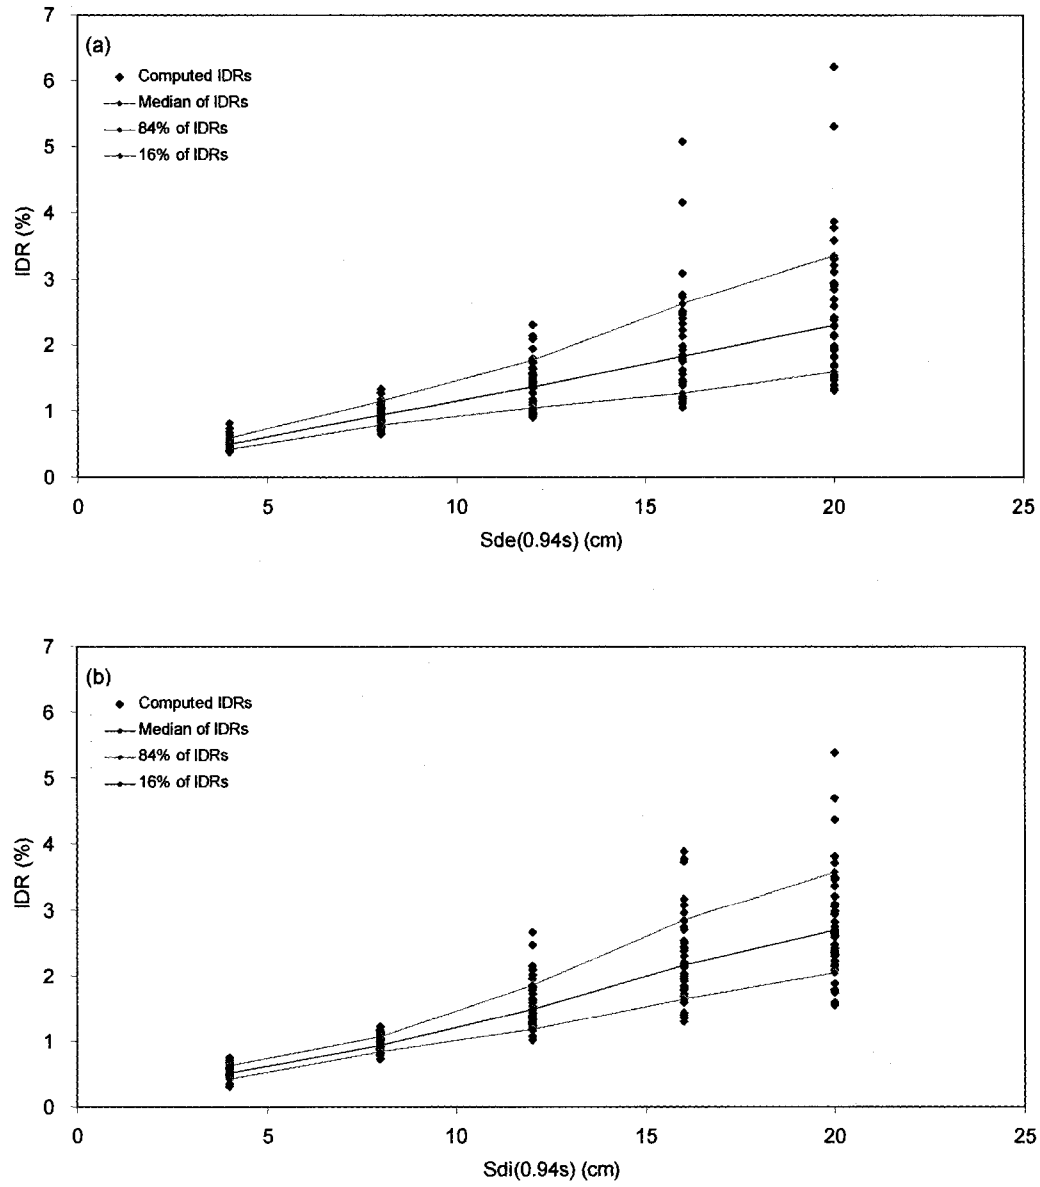 7
(a)
Computed IDRs
6
Median of IDRs
84% of IDRs
5
16% of IDRs
4
IDR (%)
3
2
1
0
0 5 10 15 20 25
Sde(0.94s) (cm)
7
(b)
Computed IDRs
6
Median of IDRs
84% of IDRs
5
16% of IDRs
4
IDR (%)
3
2
1
0
0 5 10 15 20 25
Sdi(0.94s) (cm)